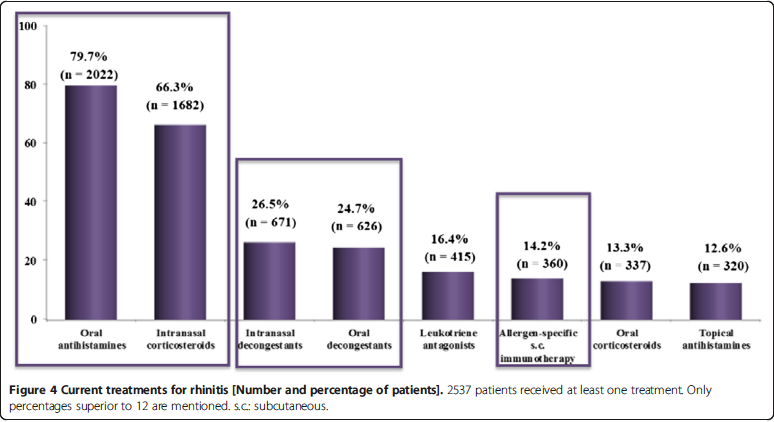 100
79.7%
(n = 2022)
66.3%
(n = 1682)
80
60
40
26.5%
(n = 671)
24.7%
(n = 626)
16.4%
(n = 415)
14.2%
(n = 360)
13.3%
(n = 337)
12.6%
(n = 320)
20
0
Oral
antihistamines
Intranasal
corticosteroids
Intranasal
decongestants
Oral
decongestants
Leukotriene
antagonists
Allergen-specific
s.c.
immunotherapy
Oral
corticosteroids
Topical
antihistamines
Figure 4 Current treatments for rhinitis [Number and percentage of patients]. 2537 patients received at least one treatment. Only
percentages superior to 12 are mentioned. s.c.: subcutaneous.